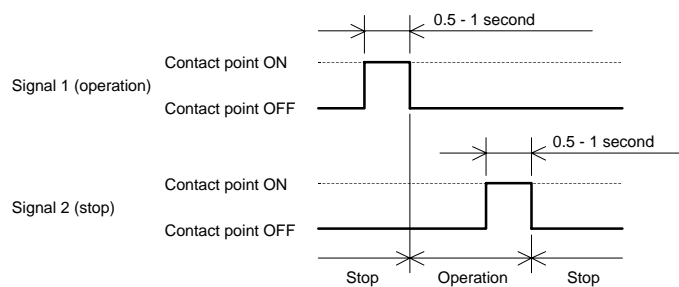 0.5 - 1 second
Contact point ON
Signal 1 (operation)
Contact point OFF
0.5 - 1 second
Contact point ON
Signal 2 (stop)
Contact point OFF
Stop Operation Stop